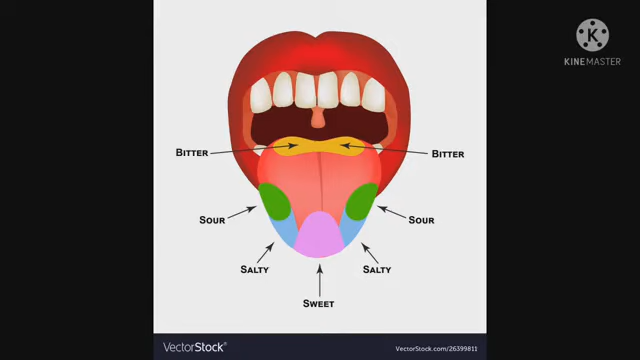 K
KINEMASTER
BITTER
BITTER
SOUR
SOUR
SALTY
SALTY
SWEET
VectorStock®
VectorStock.com/26399811